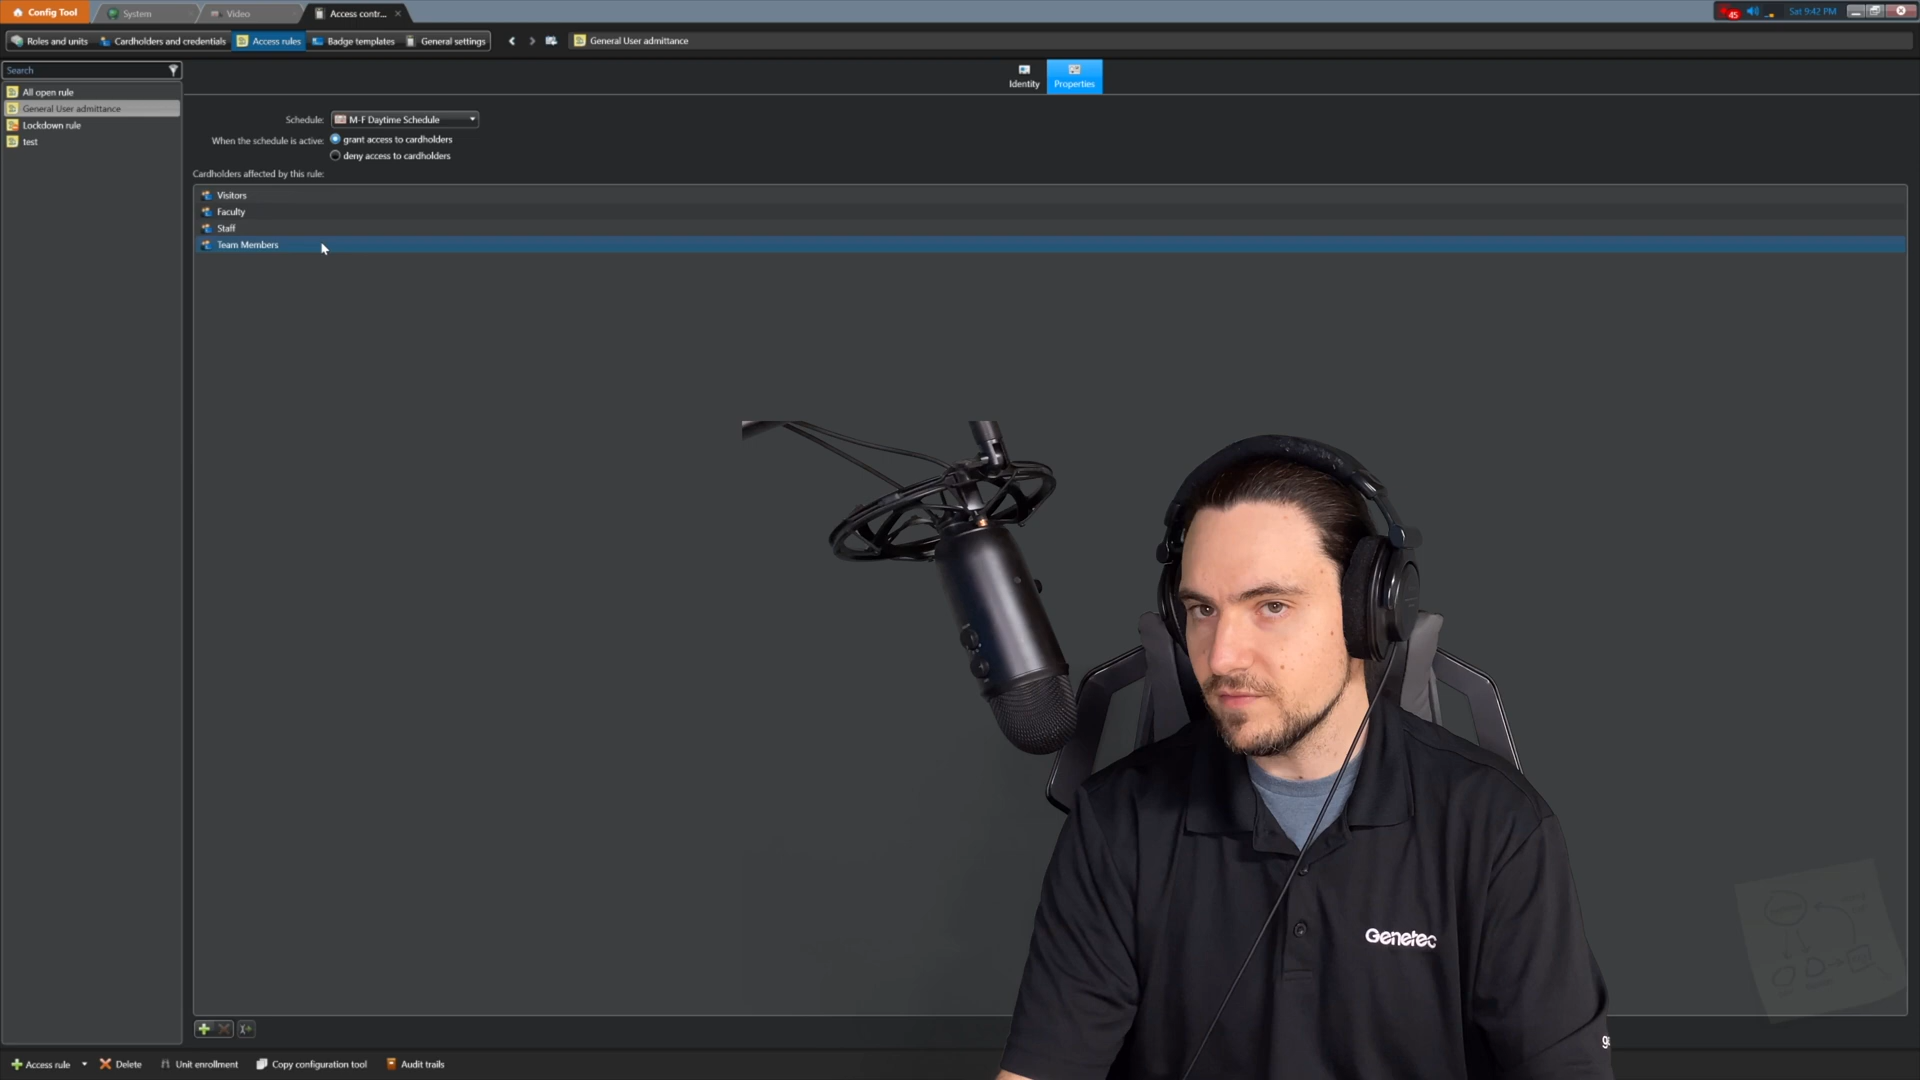 Config Tool
System
Video
Access contr...
45
Sat 9:42 PM
Roles and units
Cardholders and credentials
Access rules
Badge templates
General settings
General User admittance
Search
All open rule
General User admittance
Lockdown rule
test
Identity
Properties
Schedule: M-F Daytime Schedule
When the schedule is active: grant access to cardholders
deny access to cardholders
Cardholders affected by this rule:
Visitors
Faculty
Staff
Team Members
Genetec
Access rule
Delete
Unit enrollment
Copy configuration tool
Audit trails